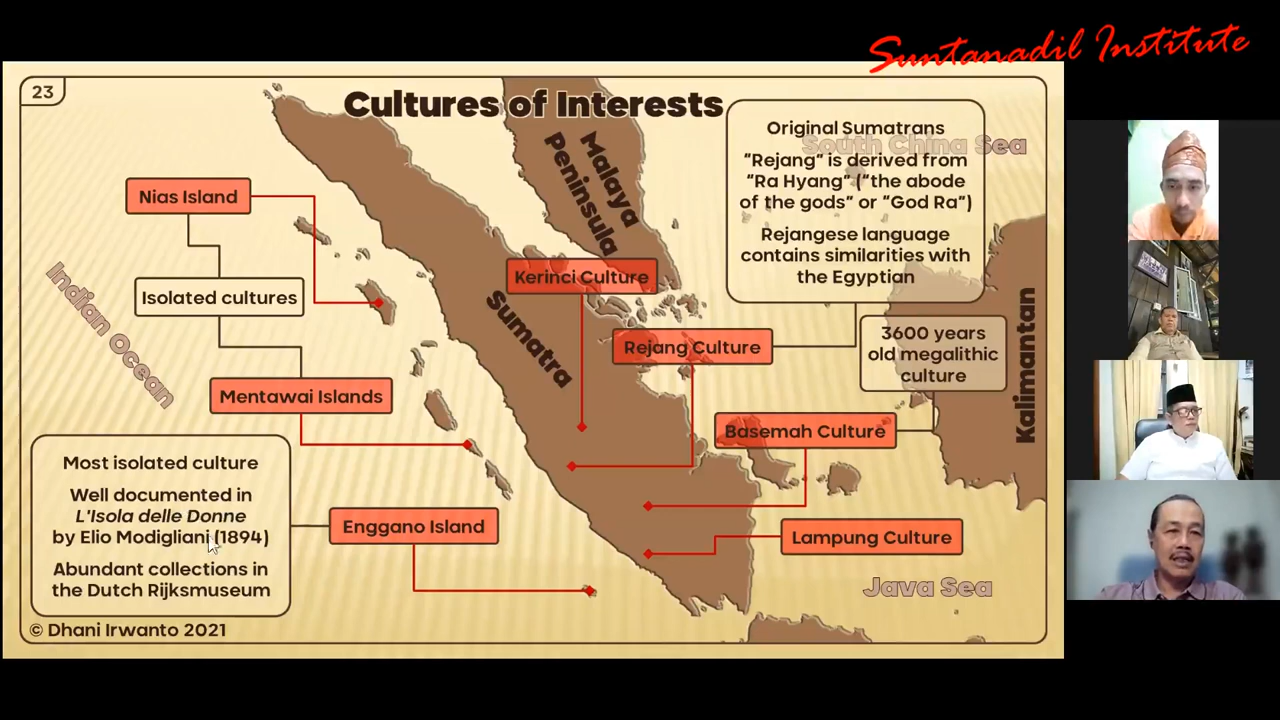 Suntanadil Institute
23
Cultures of Interests
Malaya
Peninsula
South China Sea
Original Sumatrans
"Rejang" is derived from
"Ra Hyang" ("the abode
of the gods" or "God Ra")
Rejangese language
contains similarities with
the Egyptian
Nias Island
Kerinci Culture
Isolated cultures
Indian Ocean
Sumatra
Rejang Culture
3600 years
old megalithic
culture
Kalimantan
Mentawai Islands
Basemah Culture
Most isolated culture
Well documented in
L'Isola delle Donne
by Elio Modigliani (1894)
Abundant collections in
the Dutch Rijksmuseum
Enggano Island
Lampung Culture
Java Sea
© Dhani Irwanto 2021